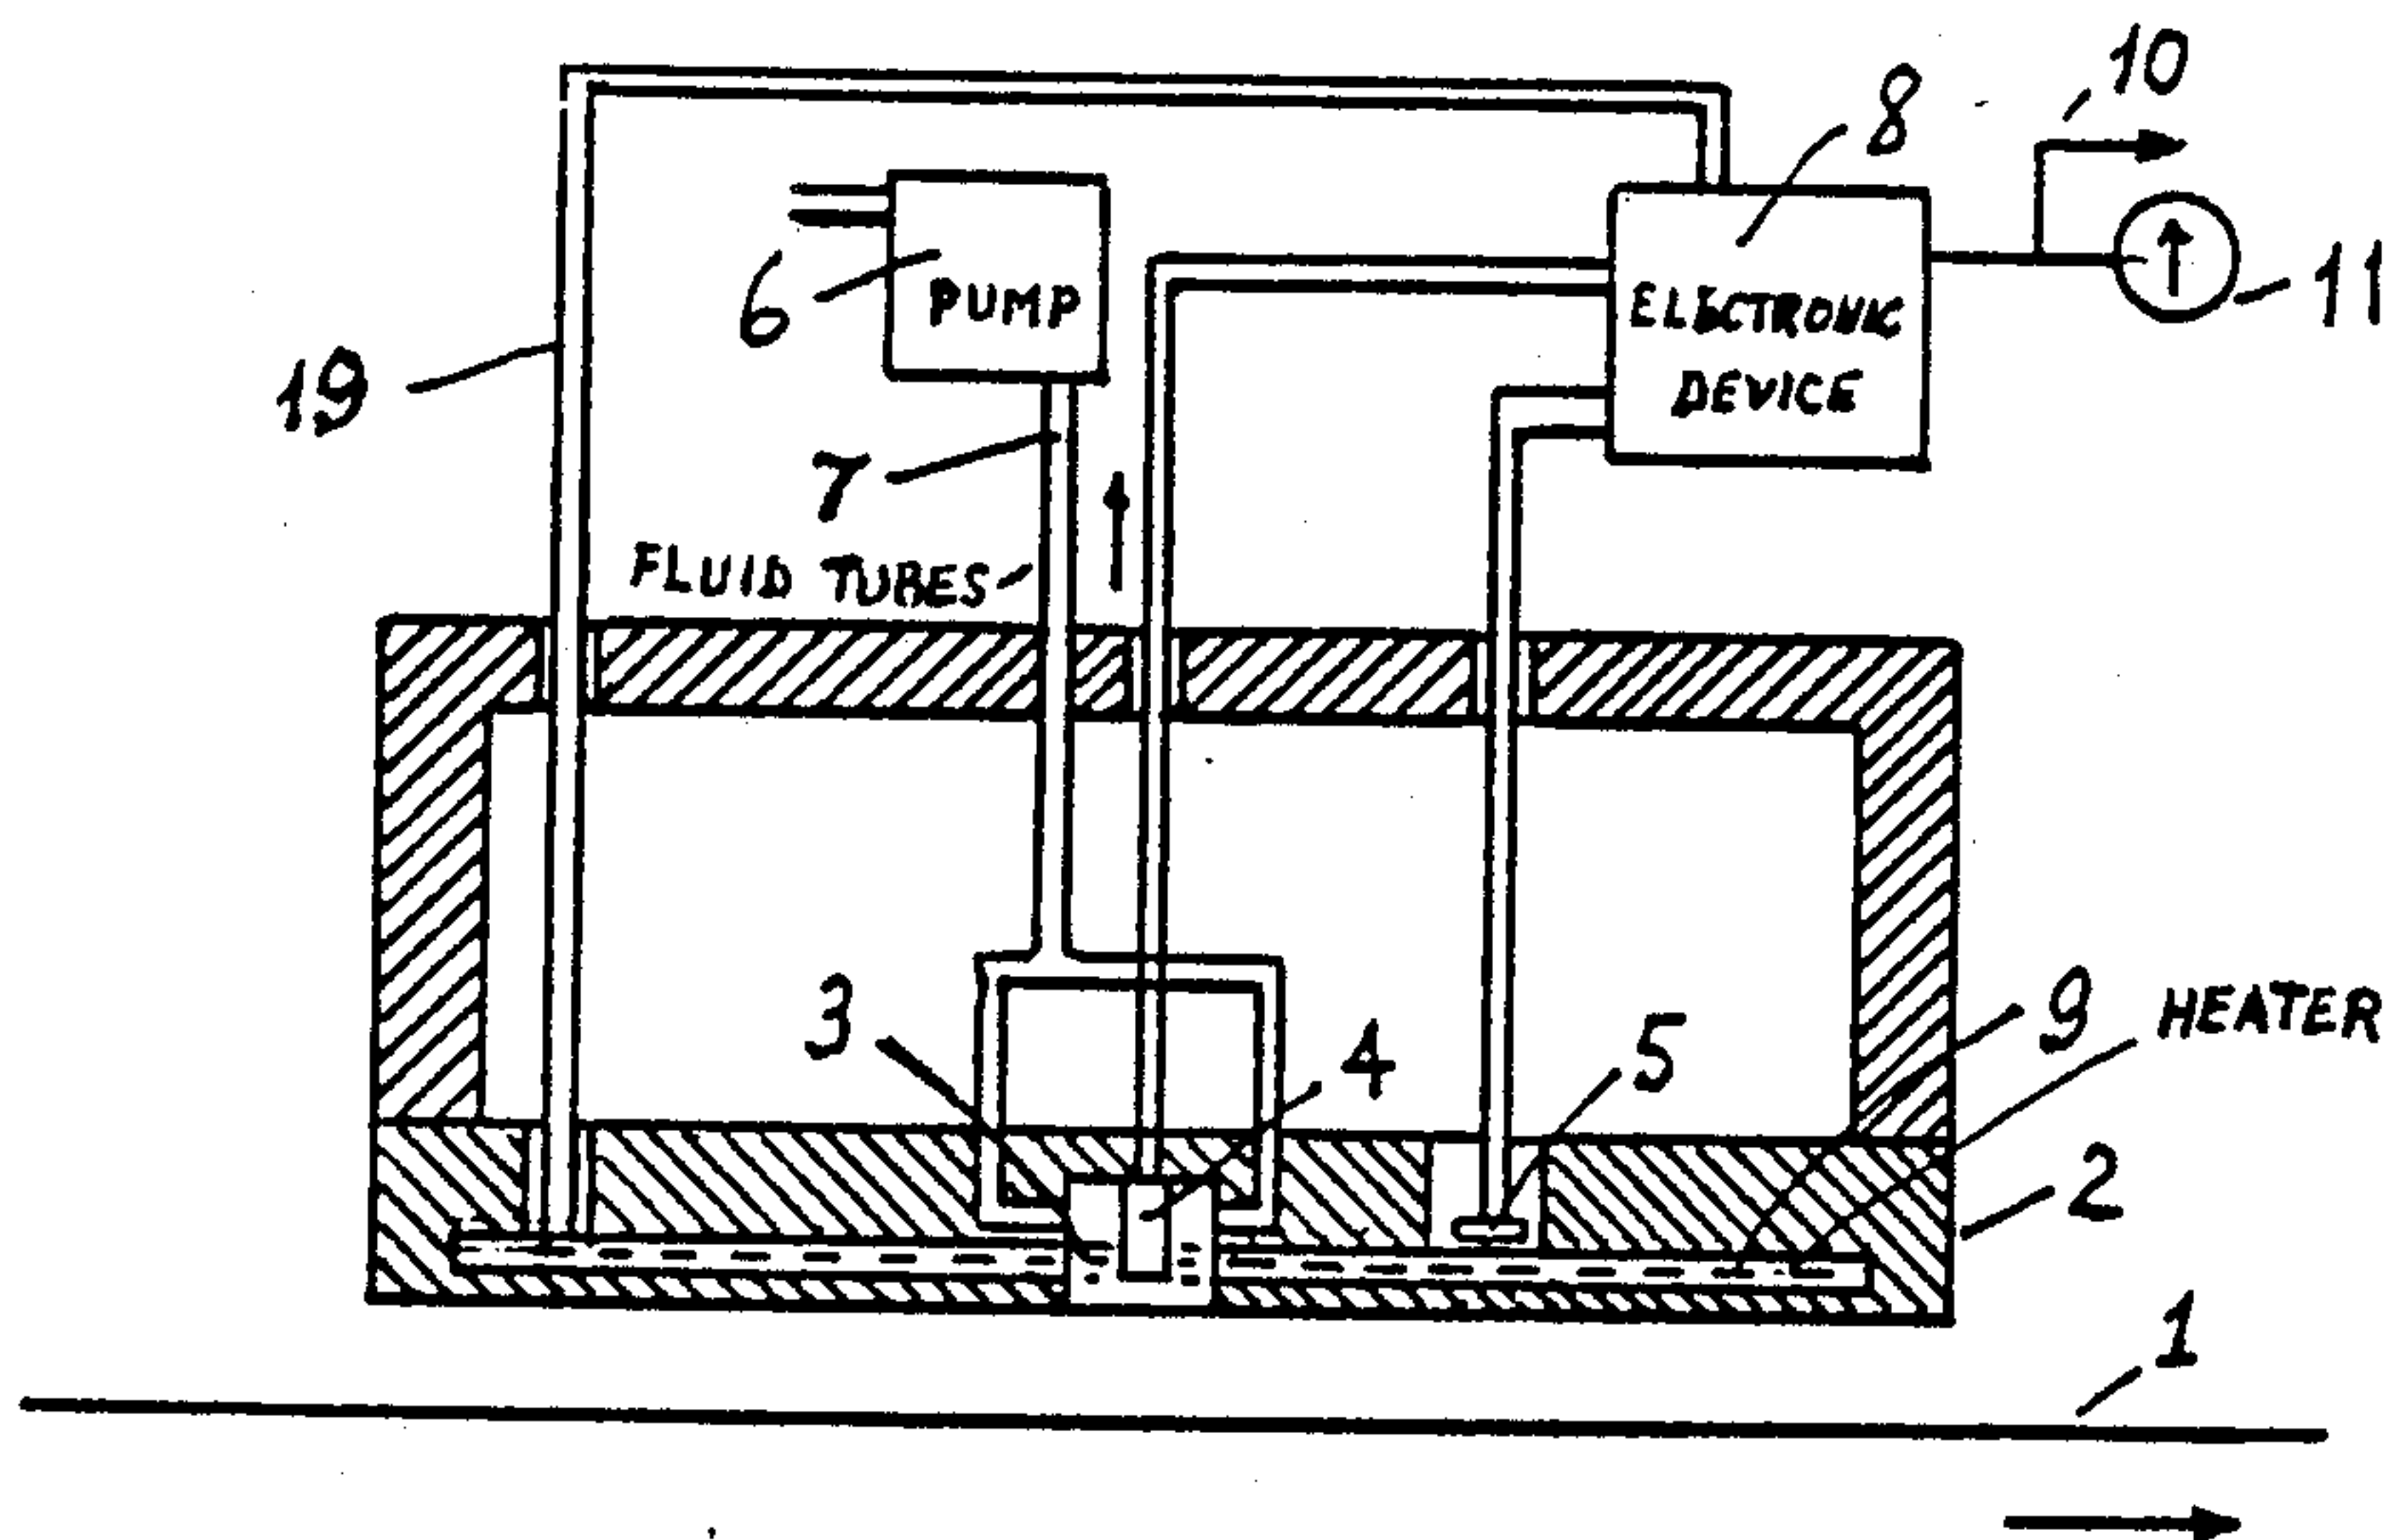 10
8
6
PUMP
11
ELECTRONIC
DEVICE
19
7
FLUID TUBES
3
4
5
9
HEATER
2
1